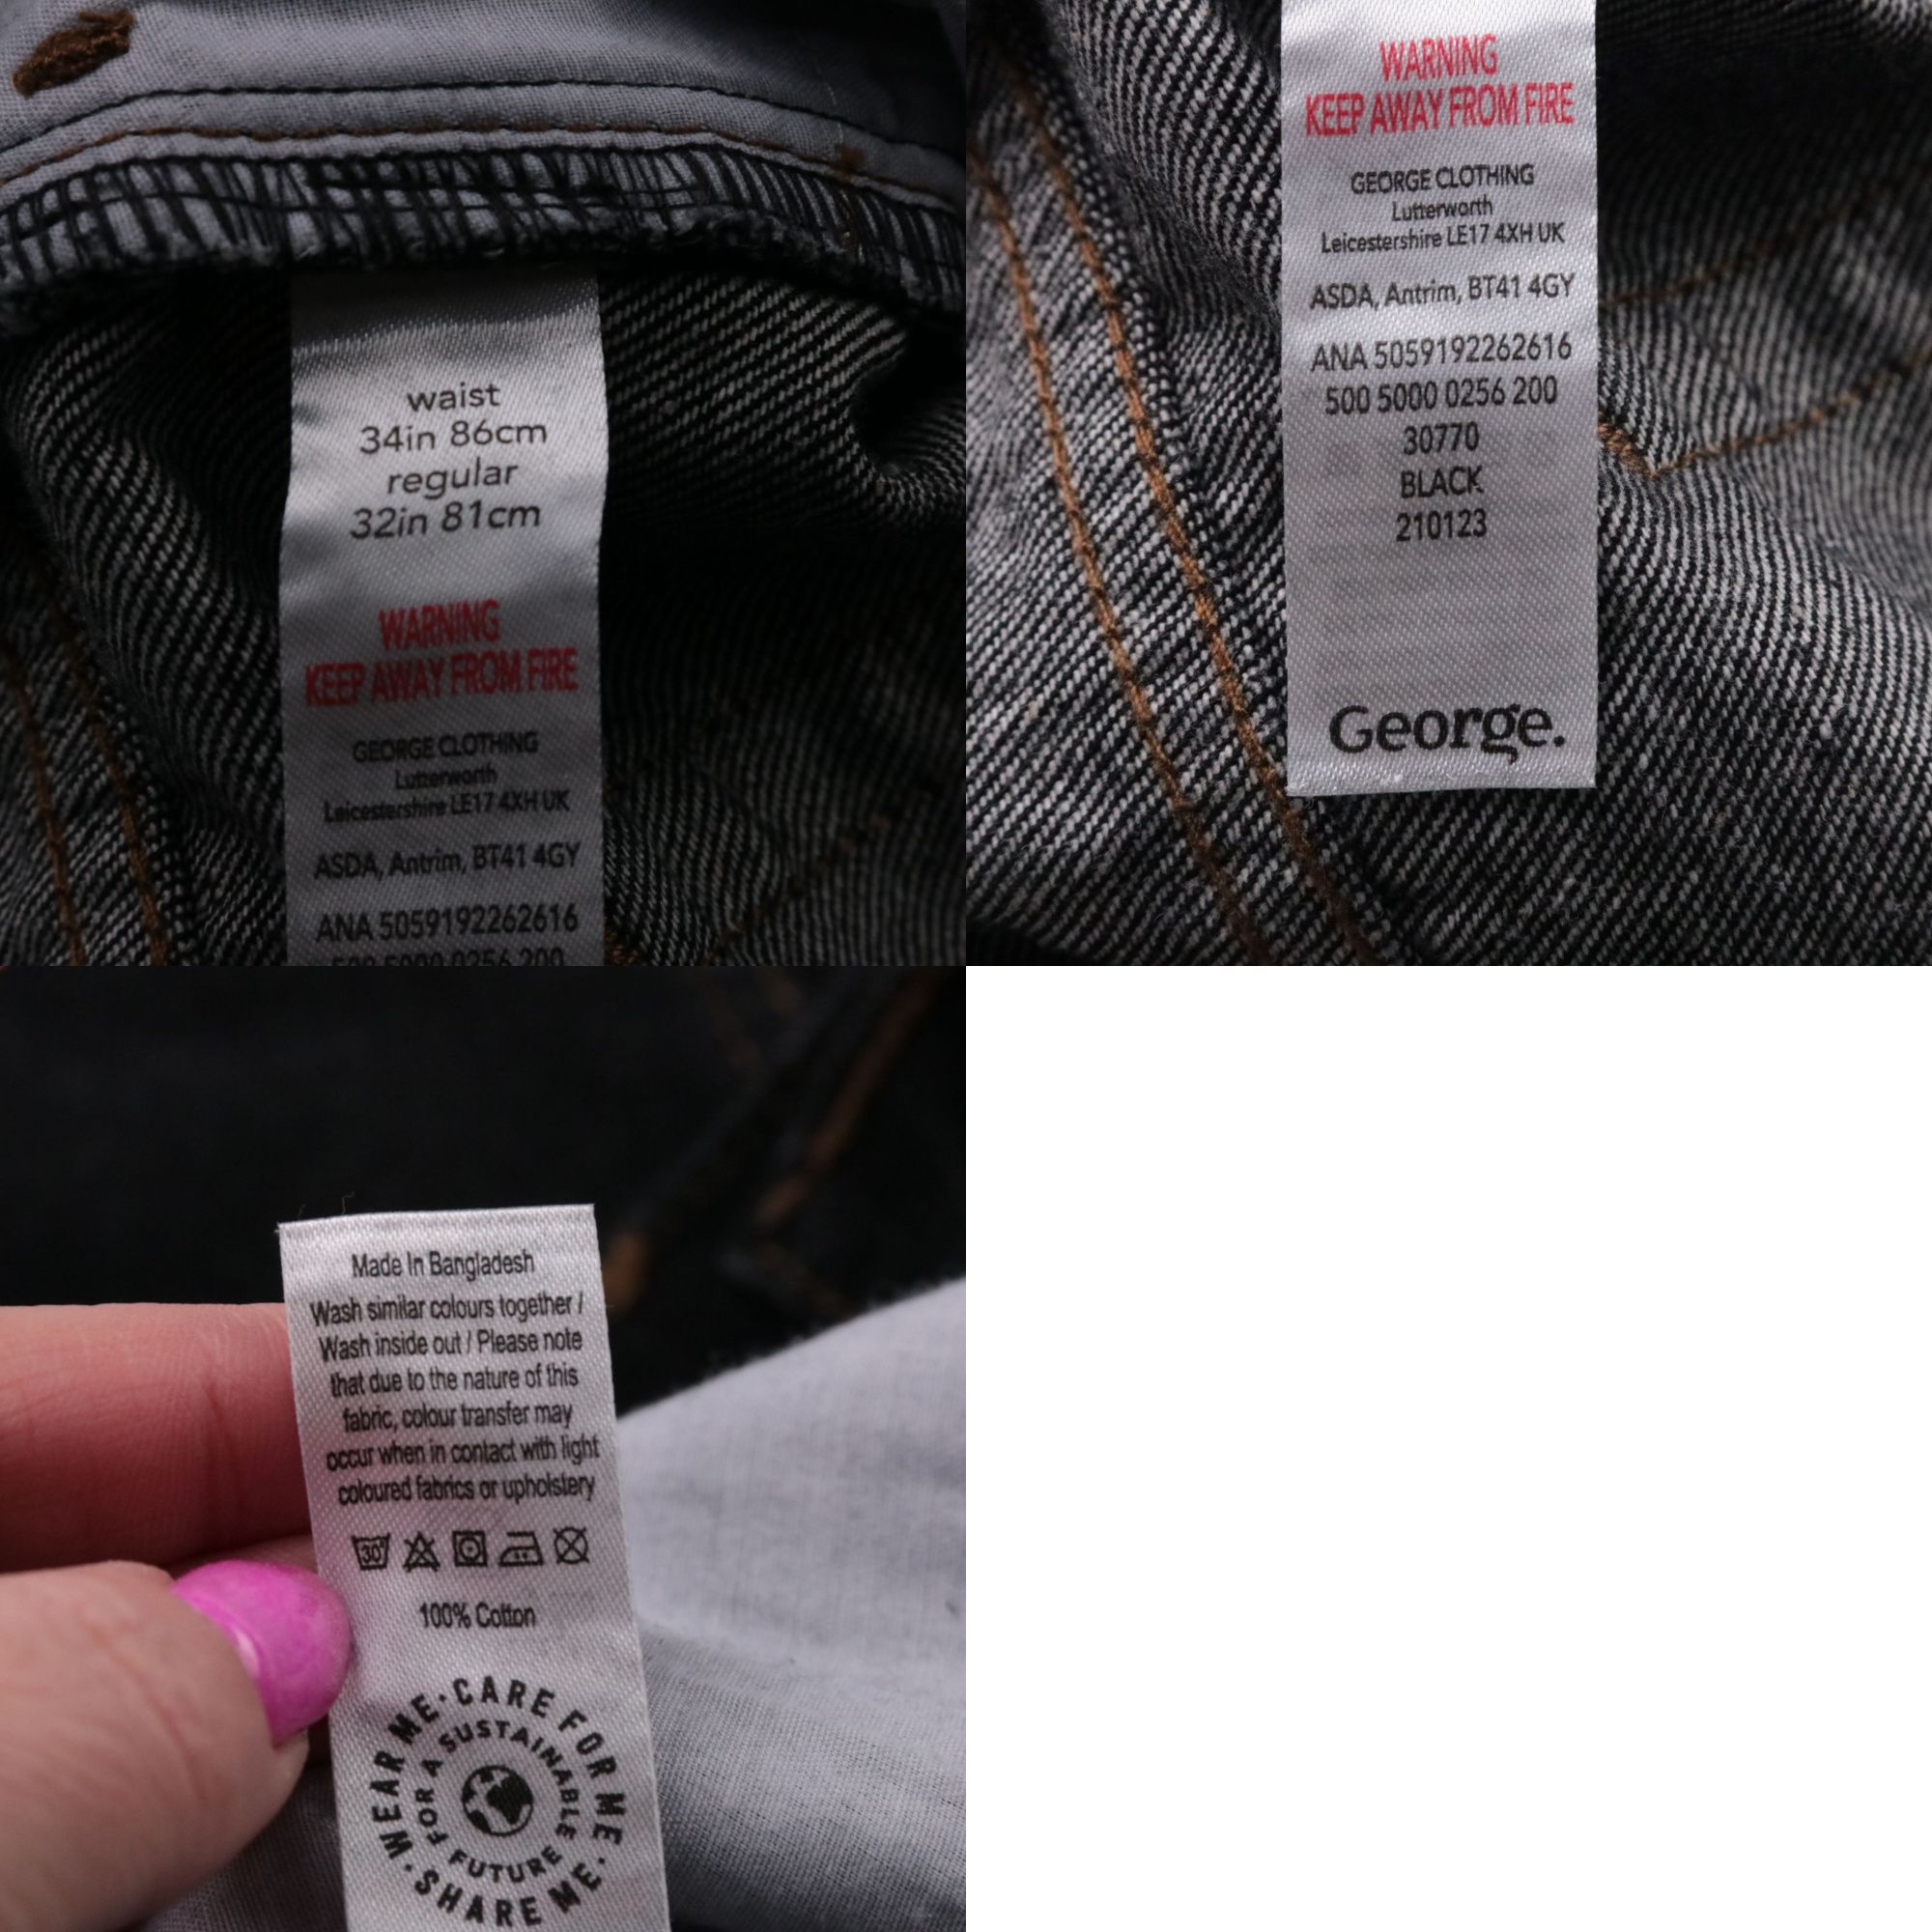 waist
34in 86cm
regular
32in 81cm
WARNING
KEEP AWAY FROM FIRE
GEORGE CLOTHING
Lutterworth
Leicestershire LE17 4XH UK
ASDA, Antrim, BT41 4GY
ANA 5059192262616
500 5000 0256 200
WARNING
KEEP AWAY FROM FIRE
GEORGE CLOTHING
Lutterworth
Leicestershire LE17 4XH UK
ASDA, Antrim, BT41 4GY
ANA 5059192262616
500 5000 0256 200
30770
BLACK
210123
George.
Made In Bangladesh
Wash similar colours together /
Wash inside out / Please note
that due to the nature of this
fabric, colour transfer may
occur when in contact with light
coloured fabrics or upholstery
30°
100% Cotton
WEAR ME · CARE FOR ME · SHARE ME ·
FOR A SUSTAINABLE FUTURE